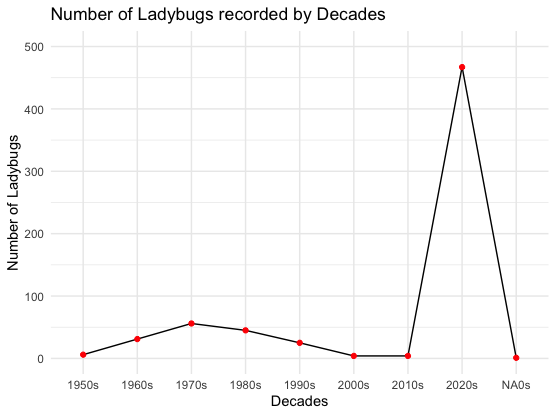 Number of Ladybugs recorded by Decades
500
400
300
200
100
0
Number of Ladybugs
1950s 1960s 1970s 1980s 1990s 2000s 2010s 2020s NA0s
Decades